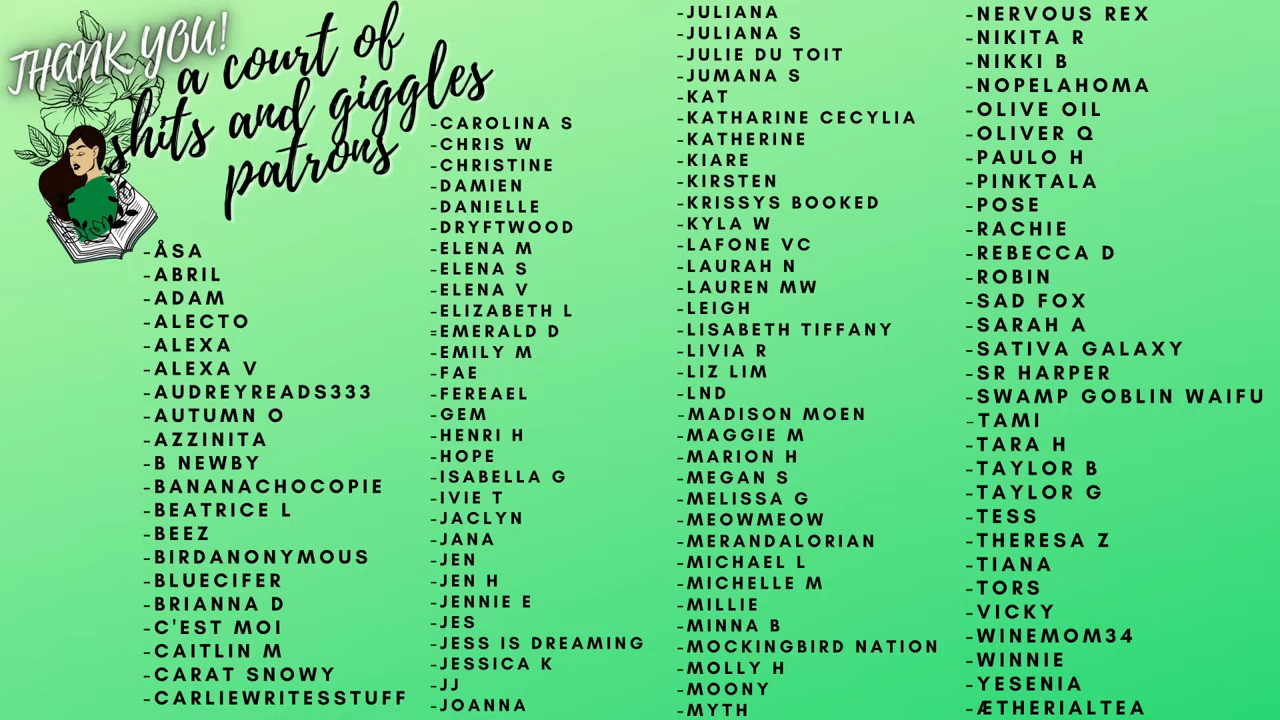 THANK YOU!
a court of
shits and giggles
patrons
-ÅSA
-ABRIL
-ADAM
-ALECTO
-ALEXA
-ALEXA V
-AUDREYREADS333
-AUTUMN O
-AZZINITA
-B NEWBY
-BANANACHOCOPIE
-BEATRICE L
-BEEZ
-BIRDANONYMOUS
-BLUECIFER
-BRIANNA D
-C'EST MOI
-CAITLIN M
-CARAT SNOWY
-CARLIEWRITESSTUFF
-CAROLINA S
-CHRIS W
-CHRISTINE
-DAMIEN
-DANIELLE
-DRYFTWOOD
-ELENA M
-ELENA S
-ELENA V
-ELIZABETH L
=EMERALD D
-EMILY M
-FAE
-FEREAEL
-GEM
-HENRI H
-HOPE
-ISABELLA G
-IVIE T
-JACLYN
-JANA
-JEN
-JEN H
-JENNIE E
-JES
-JESS IS DREAMING
-JESSICA K
-JJ
-JOANNA
-JULIANA
-JULIANA S
-JULIE DU TOIT
-JUMANA S
-KAT
-KATHARINE CECYLIA
-KATHERINE
-KIARE
-KIRSTEN
-KRISSYS BOOKED
-KYLA W
-LAFONE VC
-LAURAH N
-LAUREN MW
-LEIGH
-LISABETH TIFFANY
-LIVIA R
-LIZ LIM
-LND
-MADISON MOEN
-MAGGIE M
-MARION H
-MEGAN S
-MELISSA G
-MEOWMEOW
-MERANDALORIAN
-MICHAEL L
-MICHELLE M
-MILLIE
-MINNA B
-MOCKINGBIRD NATION
-MOLLY H
-MOONY
-MYTH
-NERVOUS REX
-NIKITA R
-NIKKI B
-NOPELAHOMA
-OLIVE OIL
-OLIVER Q
-PAULO H
-PINKTALA
-POSE
-RACHIE
-REBECCA D
-ROBIN
-SAD FOX
-SARAH A
-SATIVA GALAXY
-SR HARPER
-SWAMP GOBLIN WAIFU
-TAMI
-TARA H
-TAYLOR B
-TAYLOR G
-TESS
-THERESA Z
-TIANA
-TORS
-VICKY
-WINEMOM34
-WINNIE
-YESENIA
-ÆTHERIALTEA